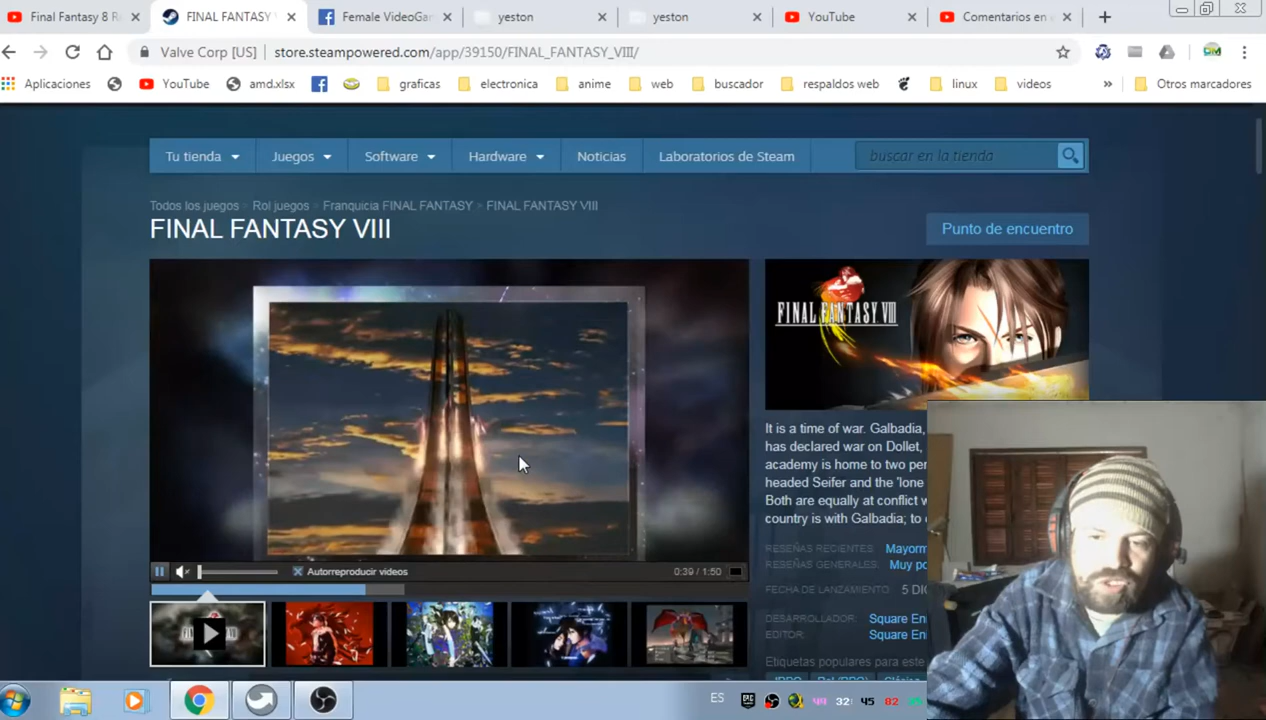 Final Fantasy 8 R
FINAL FANTASY
Female VideoGa
yeston
yeston
YouTube
Comentarios en
Valve Corp [US]
store.steampowered.com/app/39150/FINAL_FANTASY_VIII/
Aplicaciones
YouTube
amd.xlsx
graficas
electronica
anime
web
buscador
respaldos web
linux
videos
»
Otros marcadores
Tu tienda
Juegos
Software
Hardware
Noticias
Laboratorios de Steam
buscar en la tienda
Todos los juegos > Rol juegos > Franquicia FINAL FANTASY > FINAL FANTASY VIII
FINAL FANTASY VIII
Punto de encuentro
FINAL FANTASY VIII
It is a time of war. Galbadia,
has declared war on Dollet,
academy is home to two per
headed Seifer and the 'lone
Both are equally at conflict w
country is with Galbadia; to
RESEÑAS RECIENTES: Mayorm
RESEÑAS GENERALES: Muy po
FECHA DE LANZAMIENTO: 5 DIC
DESARROLLADOR: Square En
EDITOR: Square En
Etiquetas populares para este
Autorreproducir videos
0:39 / 1:50
ES
44
32
45
82